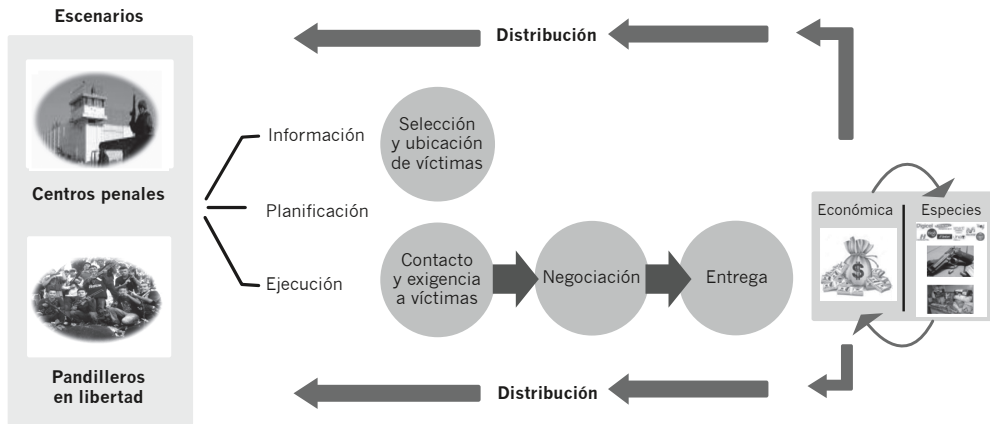 Escenarios
Centros penales
Pandilleros
en libertad
Información
Planificación
Ejecución
Selección
y ubicación
de víctimas
Contacto
y exigencia
a víctimas
Negociación
Entrega
Distribución
Económica
Especies
$
Distribución